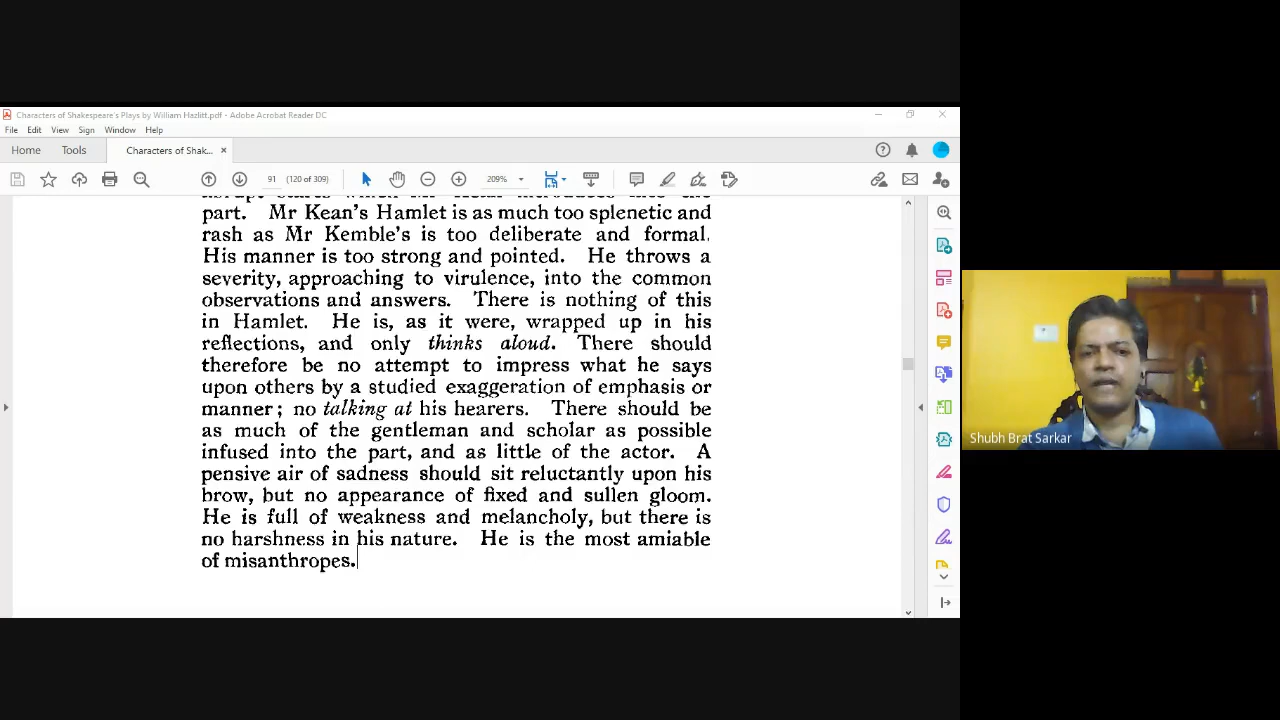 Characters of Shakespeare's Plays by William Hazlitt.pdf - Adobe Acrobat Reader DC
File Edit View Sign Window Help
Home Tools Characters of Shak... ×
91 (120 of 309) 209%
part. Mr Kean's Hamlet is as much too splenetic and
rash as Mr Kemble's is too deliberate and formal.
His manner is too strong and pointed. He throws a
severity, approaching to virulence, into the common
observations and answers. There is nothing of this
in Hamlet. He is, as it were, wrapped up in his
reflections, and only thinks aloud. There should
therefore be no attempt to impress what he says
upon others by a studied exaggeration of emphasis or
manner; no talking at his hearers. There should be
as much of the gentleman and scholar as possible
infused into the part, and as little of the actor. A
pensive air of sadness should sit reluctantly upon his
brow, but no appearance of fixed and sullen gloom.
He is full of weakness and melancholy, but there is
no harshness in his nature. He is the most amiable
of misanthropes.
Shubh Brat Sarkar